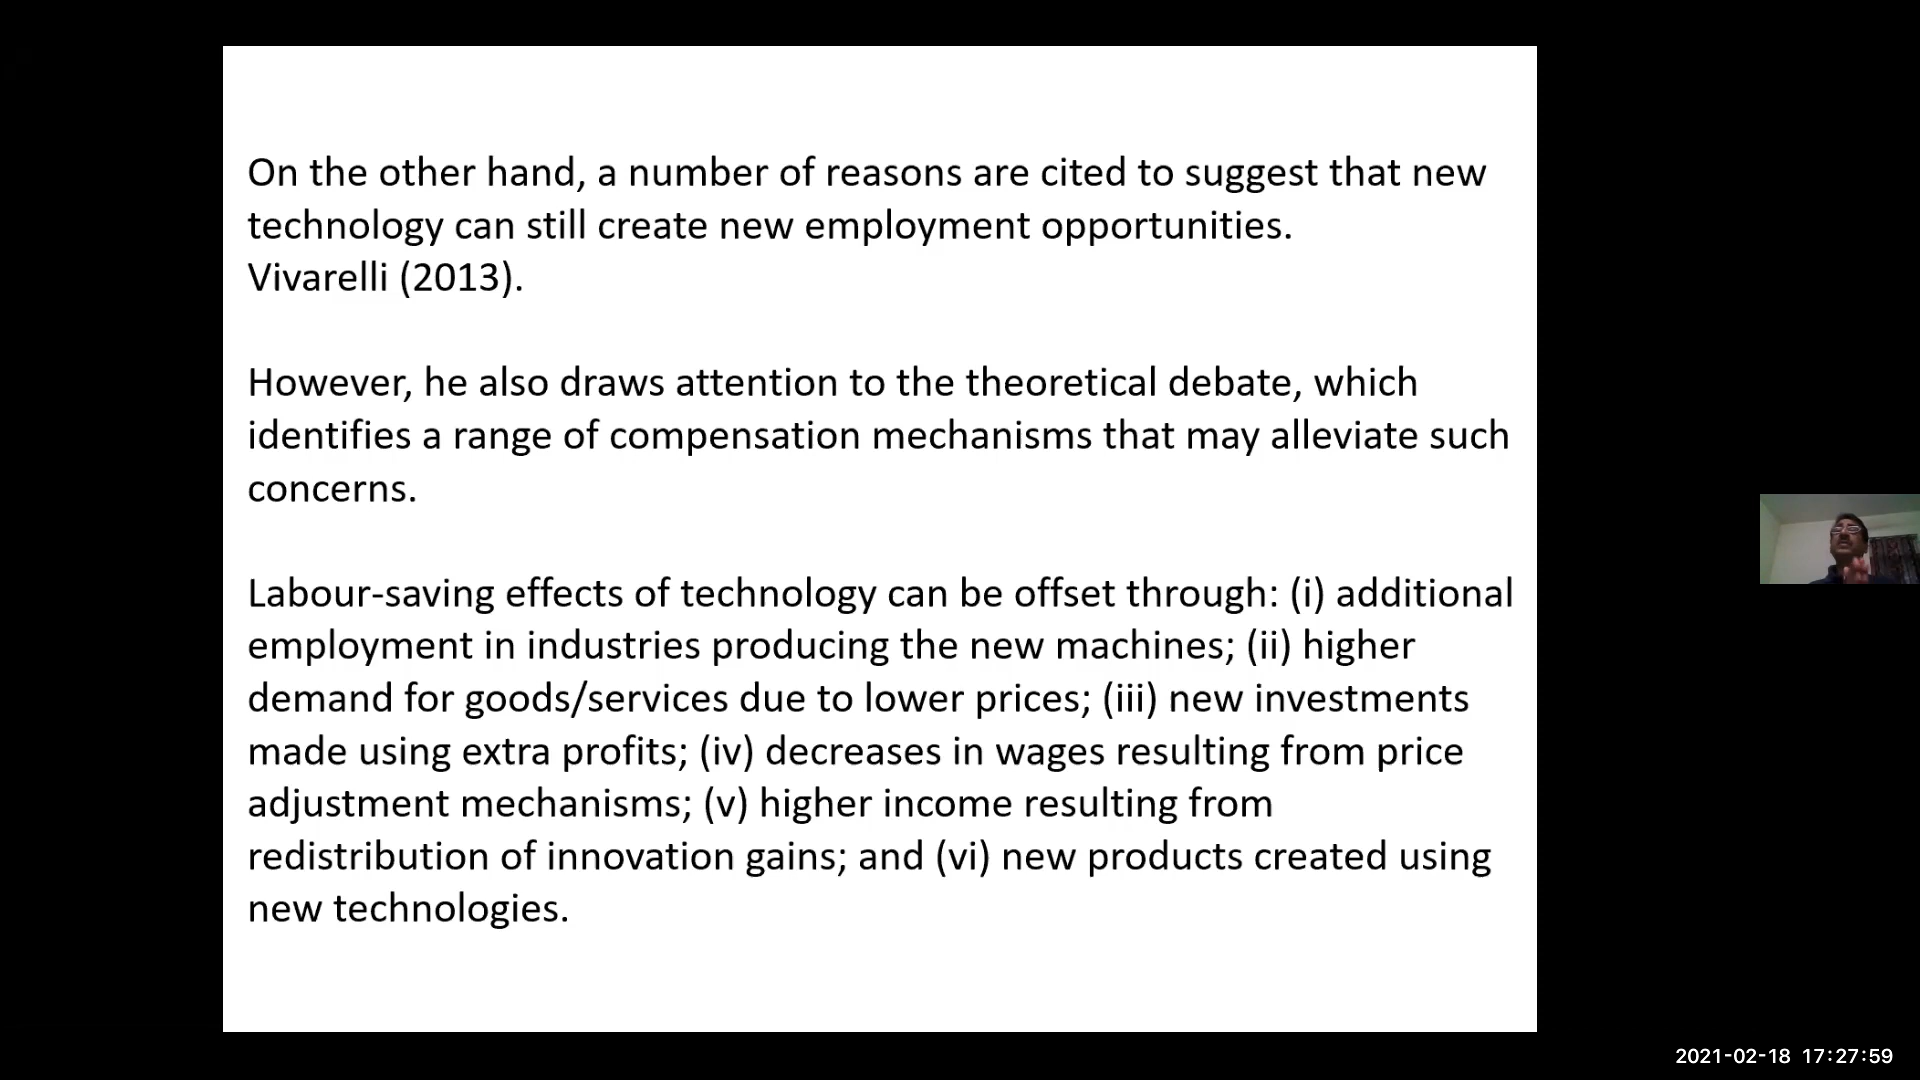 On the other hand, a number of reasons are cited to suggest that new
technology can still create new employment opportunities.
Vivarelli (2013).
However, he also draws attention to the theoretical debate, which
identifies a range of compensation mechanisms that may alleviate such
concerns.
Labour-saving effects of technology can be offset through: (i) additional
employment in industries producing the new machines; (ii) higher
demand for goods/services due to lower prices; (iii) new investments
made using extra profits; (iv) decreases in wages resulting from price
adjustment mechanisms; (v) higher income resulting from
redistribution of innovation gains; and (vi) new products created using
new technologies.
2021-02-18 17:27:59